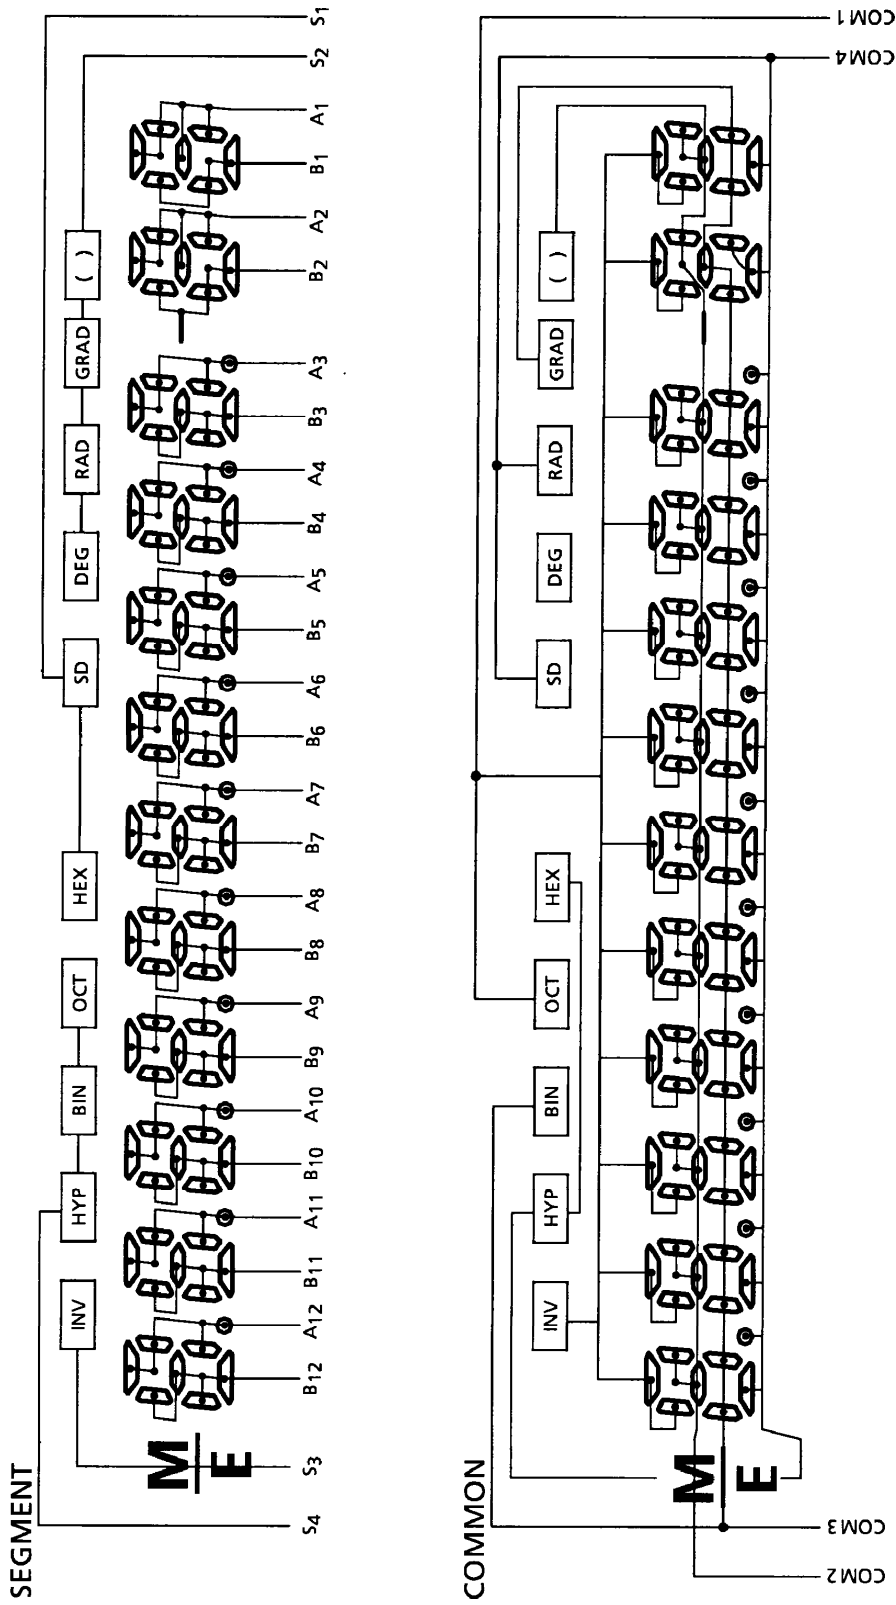 SEGMENT
INV
HYP
BIN
OCT
HEX
SD
DEG
RAD
GRAD
( )
M
E
S4
S3
B12
A12
B11
A11
B10
A10
B9
A9
B8
A8
B7
A7
B6
A6
B5
A5
B4
A4
B3
A3
B2
A2
B1
A1
S2
S1
COMMON
INV
HYP
BIN
OCT
HEX
SD
DEG
RAD
GRAD
( )
M
E
COM2
COM3
COM4
COM1